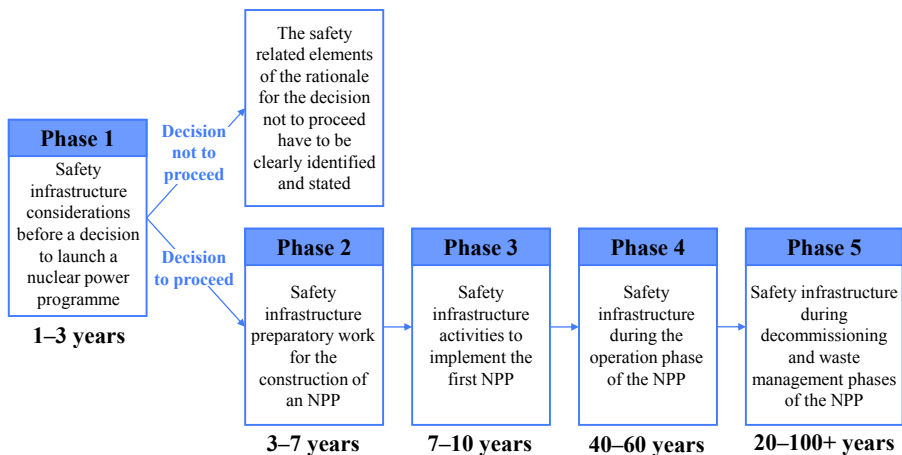 Phase 1
Safety
infrastructure
considerations
before a decision
to launch a
nuclear power
programme
1–3 years
Decision
not to
proceed
The safety
related elements
of the rationale
for the decision
not to proceed
have to be
clearly identified
and stated
Decision
to proceed
Phase 2
Safety
infrastructure
preparatory work
for the
construction of
an NPP
3–7 years
Phase 3
Safety
infrastructure
activities to
implement the
first NPP
7–10 years
Phase 4
Safety
infrastructure
during the
operation phase
of the NPP
40–60 years
Phase 5
Safety infrastructure
during
decommissioning
and waste
management phases
of the NPP
20–100+ years